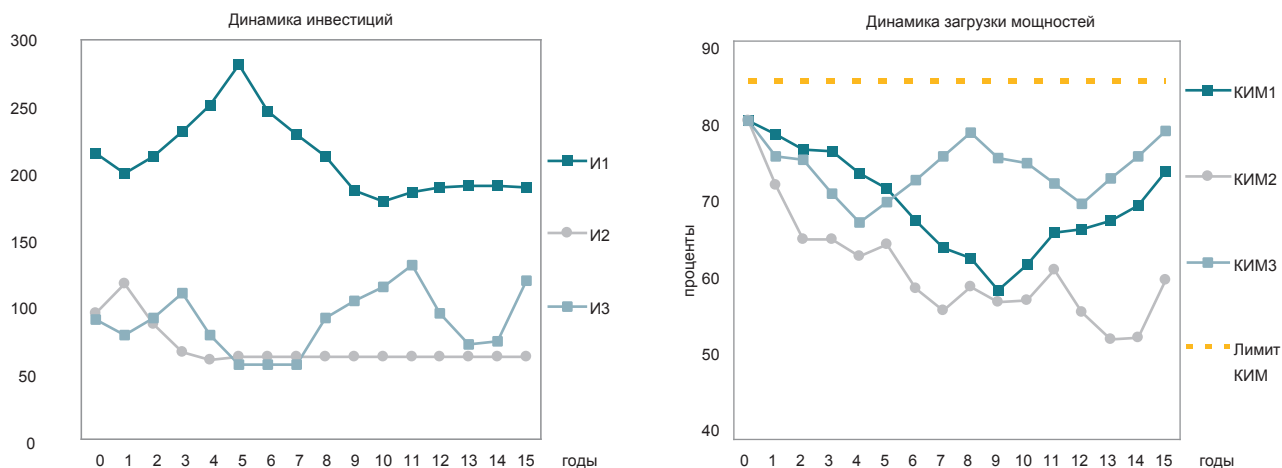 Динамика инвестиций
300
250
200
150
100
50
0
0 1 2 3 4 5 6 7 8 9 10 11 12 13 14 15 годы
И1
И2
И3
Динамика загрузки мощностей
90
80
70
60
50
40
проценты
0 1 2 3 4 5 6 7 8 9 10 11 12 13 14 15 годы
КИМ1
КИМ2
КИМ3
Лимит
КИМ